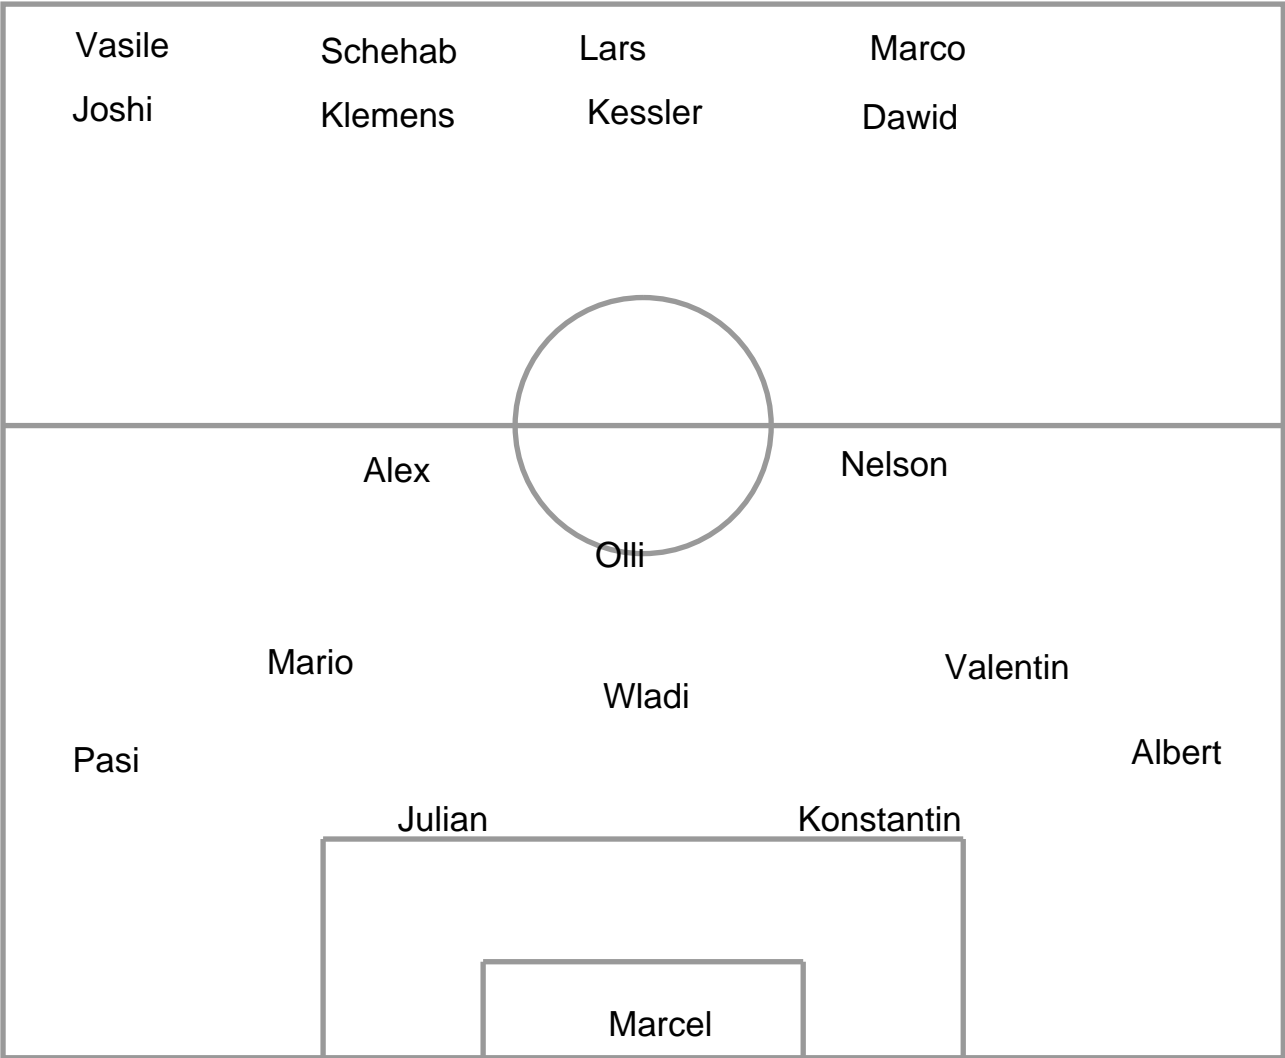 Vasile Schehab Lars Marco
Joshi Klemens Kessler Dawid
Alex Nelson
Olli
Mario Valentin
Wladi
Pasi Albert
Julian Konstantin
Marcel